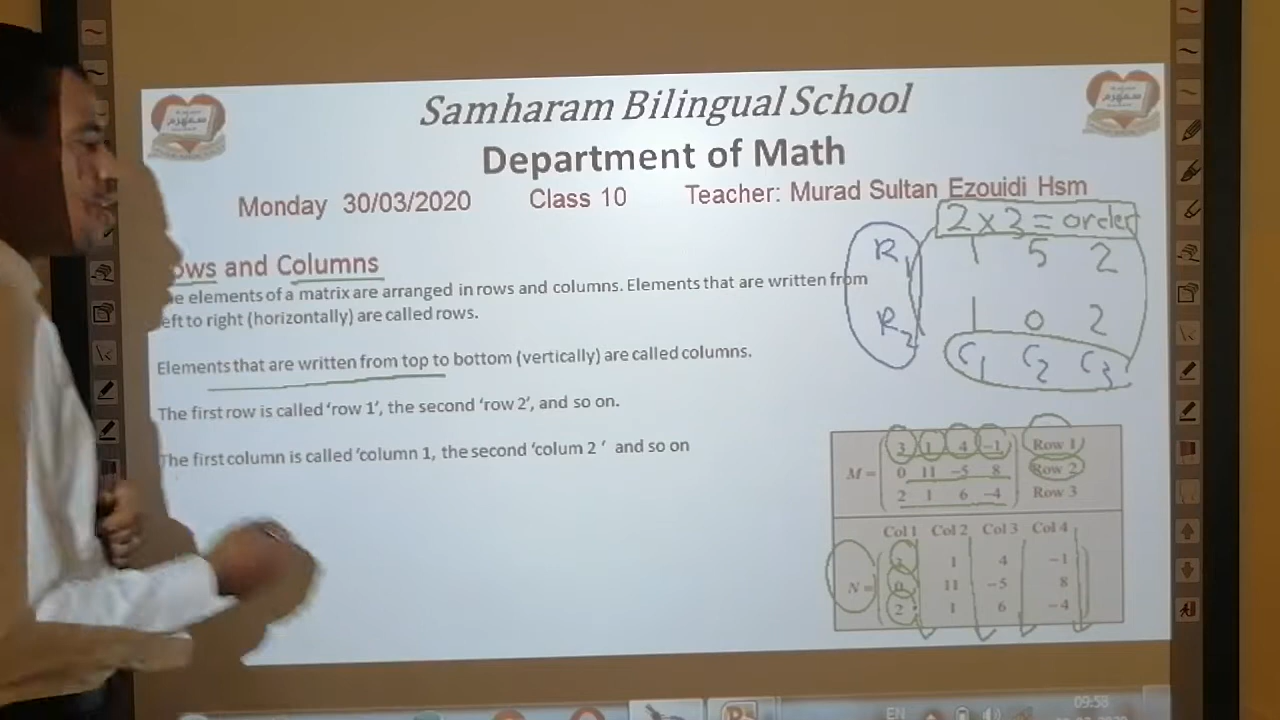 Samharam Bilingual School
Department of Math
Monday 30/03/2020 Class 10 Teacher: Murad Sultan Ezouidi Hsm
2 x 3 = order
R1 1 5 2
R2 1 0 2
C1 C2 C3
ows and Columns
e elements of a matrix are arranged in rows and columns. Elements that are written from
eft to right (horizontally) are called rows.
Elements that are written from top to bottom (vertically) are called columns.
The first row is called ‘row 1’, the second ‘row 2’, and so on.
The first column is called ‘column 1, the second ‘colum 2 ‘ and so on
3 1 4 -1 Row 1
M = 0 11 -5 8 Row 2
2 1 6 -4 Row 3
Col 1 Col 2 Col 3 Col 4
3 1 4 -1
N = 0 11 -5 8
2 1 6 -4
EN
09:58